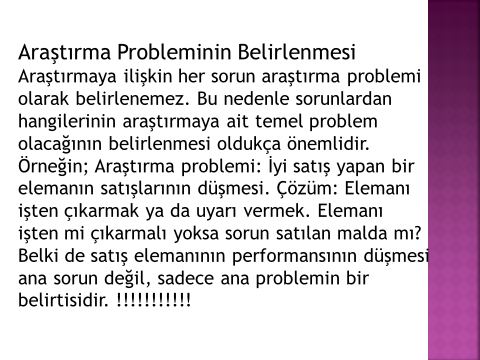 Araştırma Probleminin Belirlenmesi
Araştırmaya ilişkin her sorun araştırma problemi
olarak belirlenemez. Bu nedenle sorunlardan
hangilerinin araştırmaya ait temel problem
olacağının belirlenmesi oldukça önemlidir.
Örneğin; Araştırma problemi: İyi satış yapan bir
elemanın satışlarının düşmesi. Çözüm: Elemanı
işten çıkarmak ya da uyarı vermek. Elemanı
işten mi çıkarmalı yoksa sorun satılan malda mı?
Belki de satış elemanının performansının düşmesi
ana sorun değil, sadece ana problemin bir
belirtisidir. !!!!!!!!!!!